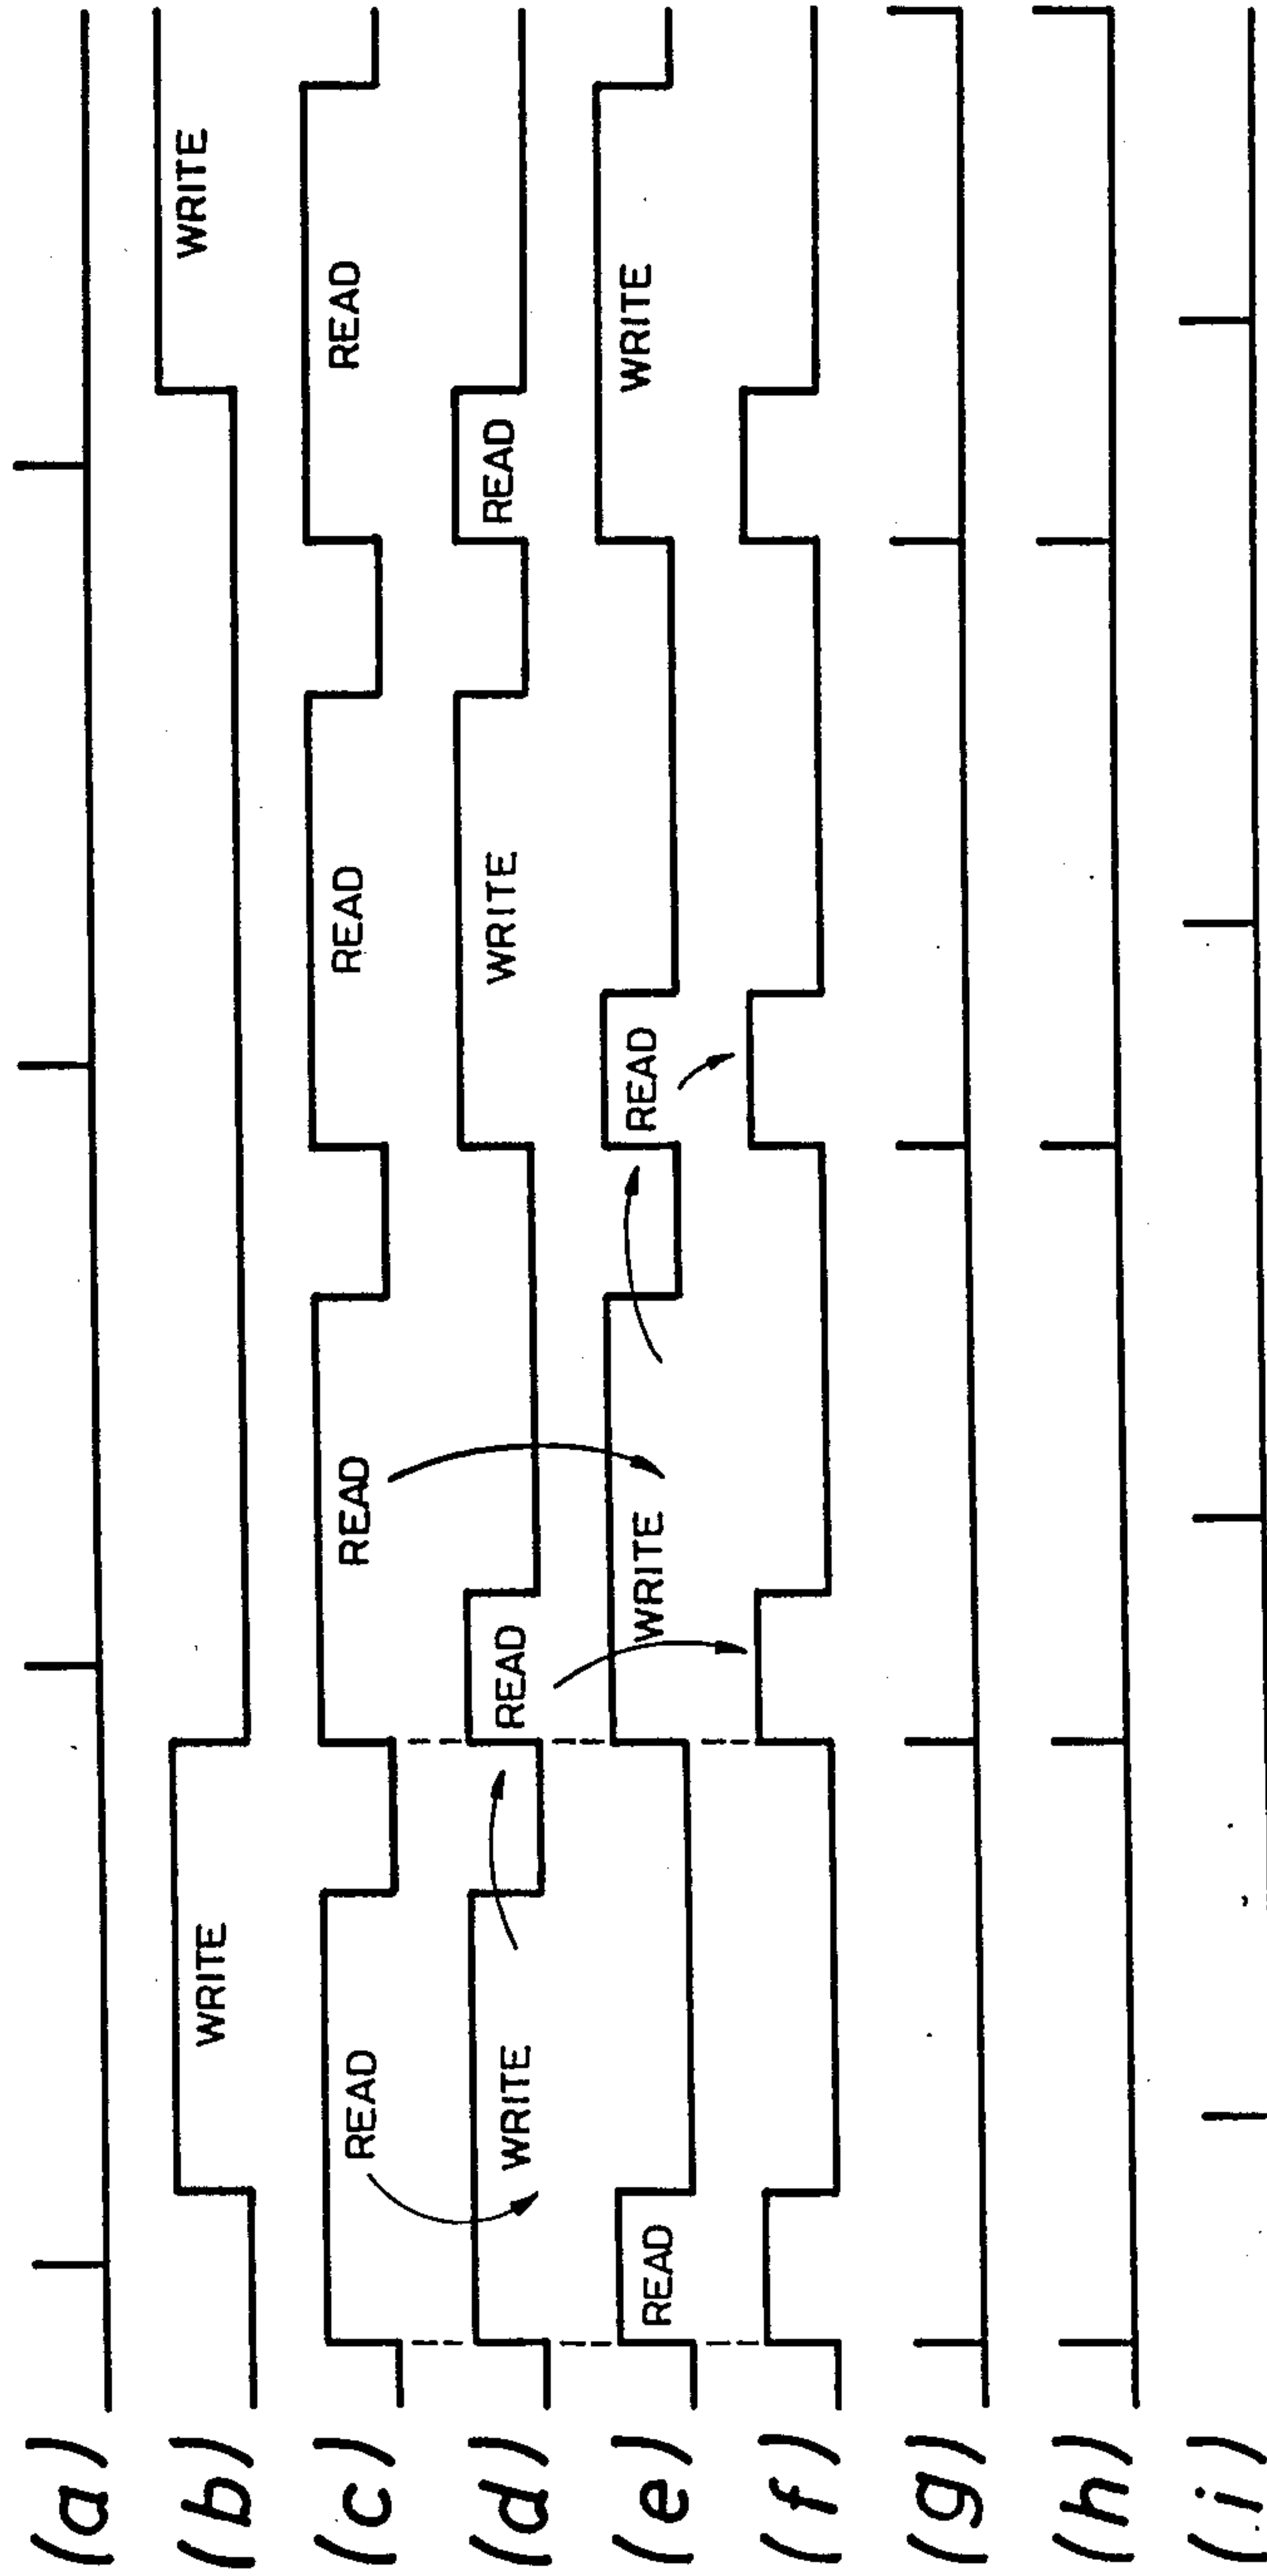 (a)
(b) WRITE WRITE
(c) READ READ READ READ
(d) WRITE READ WRITE READ
(e) READ WRITE READ WRITE
(f)
(g)
(h)
(i)